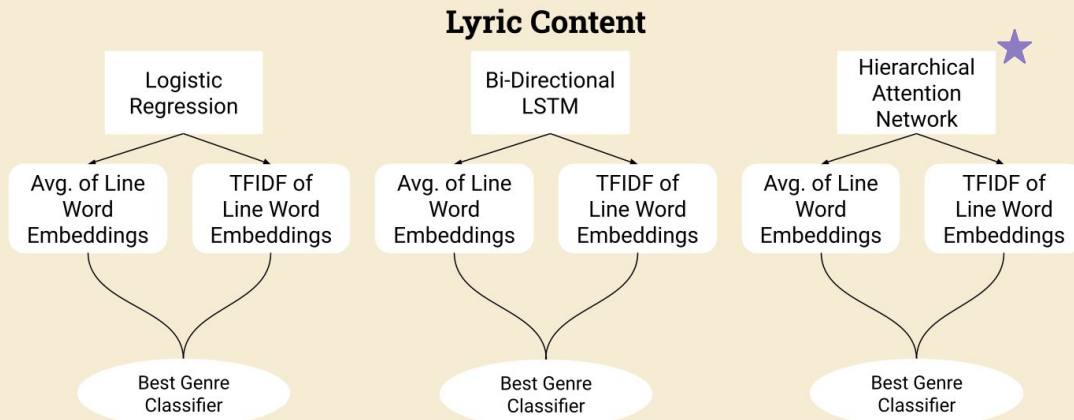 Lyric Content
Logistic
Regression
Bi-Directional
LSTM
Hierarchical
Attention
Network
Avg. of Line
Word
Embeddings
TFIDF of
Line Word
Embeddings
Avg. of Line
Word
Embeddings
TFIDF of
Line Word
Embeddings
Avg. of Line
Word
Embeddings
TFIDF of
Line Word
Embeddings
Best Genre
Classifier
Best Genre
Classifier
Best Genre
Classifier